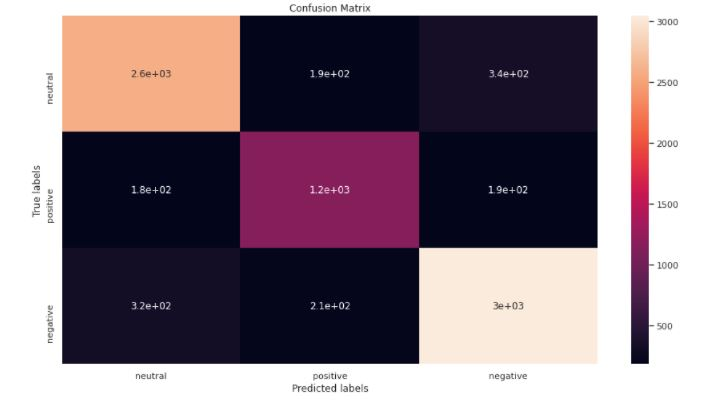 Confusion Matrix
neutral
2.6e+03
1.9e+02
3.4e+02
True labels
positive
1.8e+02
1.2e+03
1.9e+02
negative
3.2e+02
2.1e+02
3e+03
neutral
positive
negative
Predicted labels
3000
2500
2000
1500
1000
500